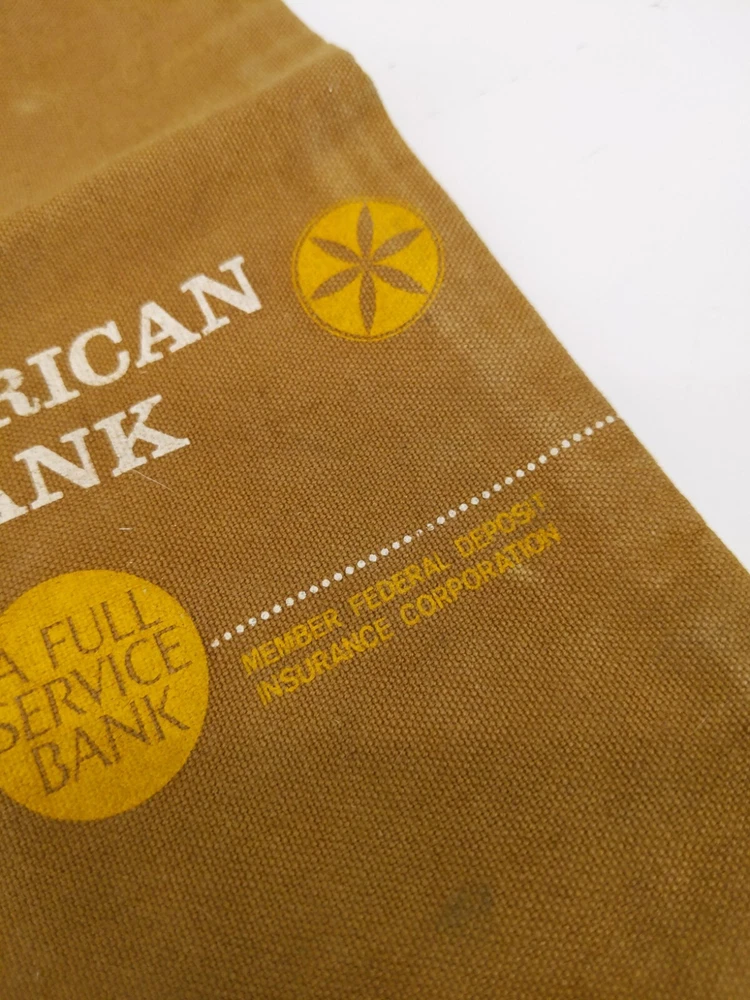 RICAN
ANK
A FULL
SERVICE
BANK
MEMBER FEDERAL DEPOSIT
INSURANCE CORPORATION